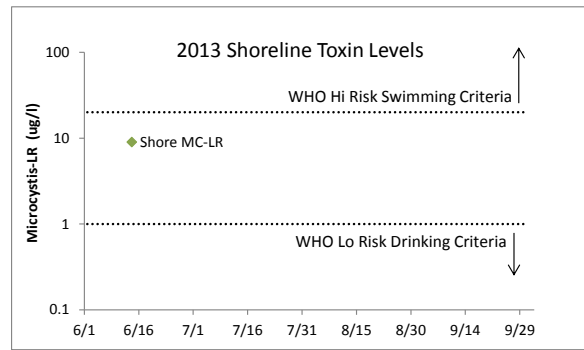 2013 Shoreline Toxin Levels
Microcystis-LR (ug/l)
100
10
1
0.1
WHO Hi Risk Swimming Criteria
Shore MC-LR
WHO Lo Risk Drinking Criteria
6/1 6/16 7/1 7/16 7/31 8/15 8/30 9/14 9/29